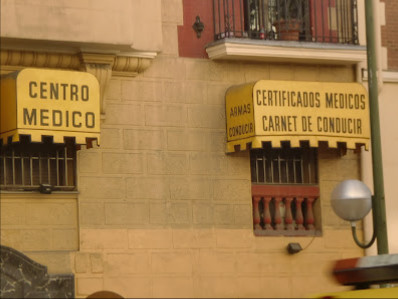 CENTRO
MEDICO
ARMAS
CONDUCIR
CERTIFICADOS MEDICOS
CARNET DE CONDUCIR